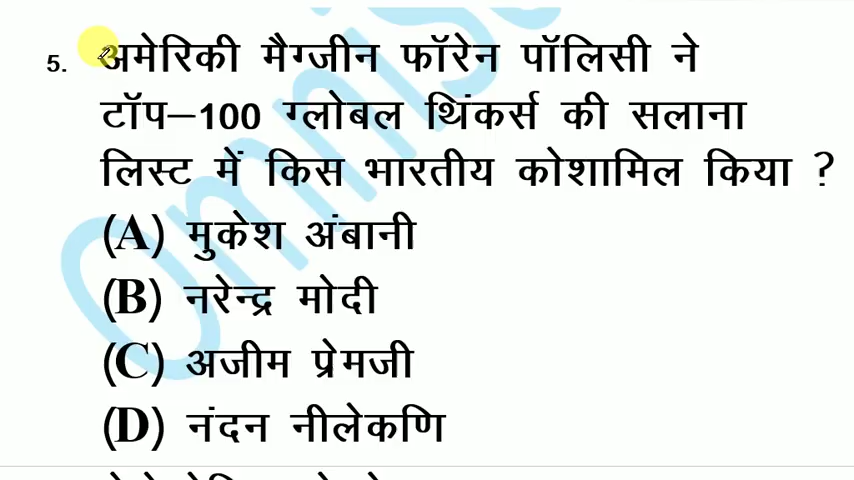 5. अमेरिकी मैग्जीन फॉरेन पॉलिसी ने
टॉप–100 ग्लोबल थिंकर्स की सलाना
लिस्ट में किस भारतीय कोशामिल किया ?
(A) मुकेश अंबानी
(B) नरेन्द्र मोदी
(C) अजीम प्रेमजी
(D) नंदन नीलेकणि